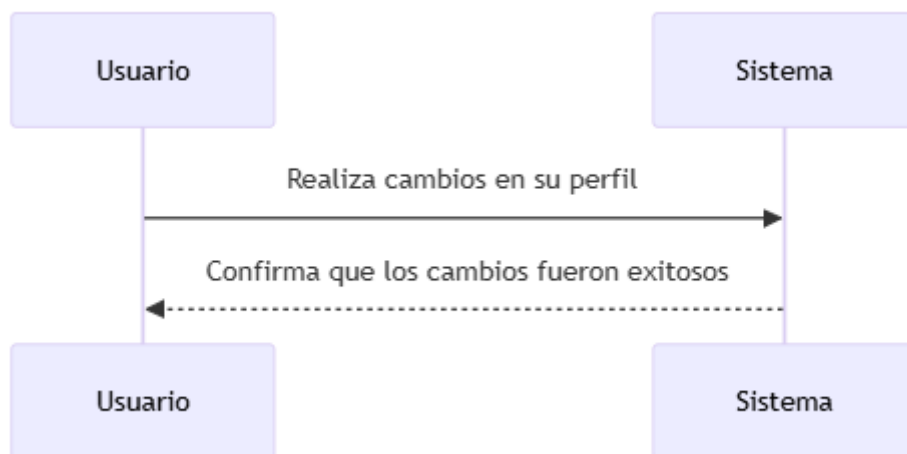 Usuario
Sistema
Realiza cambios en su perfil
Confirma que los cambios fueron exitosos
Usuario
Sistema